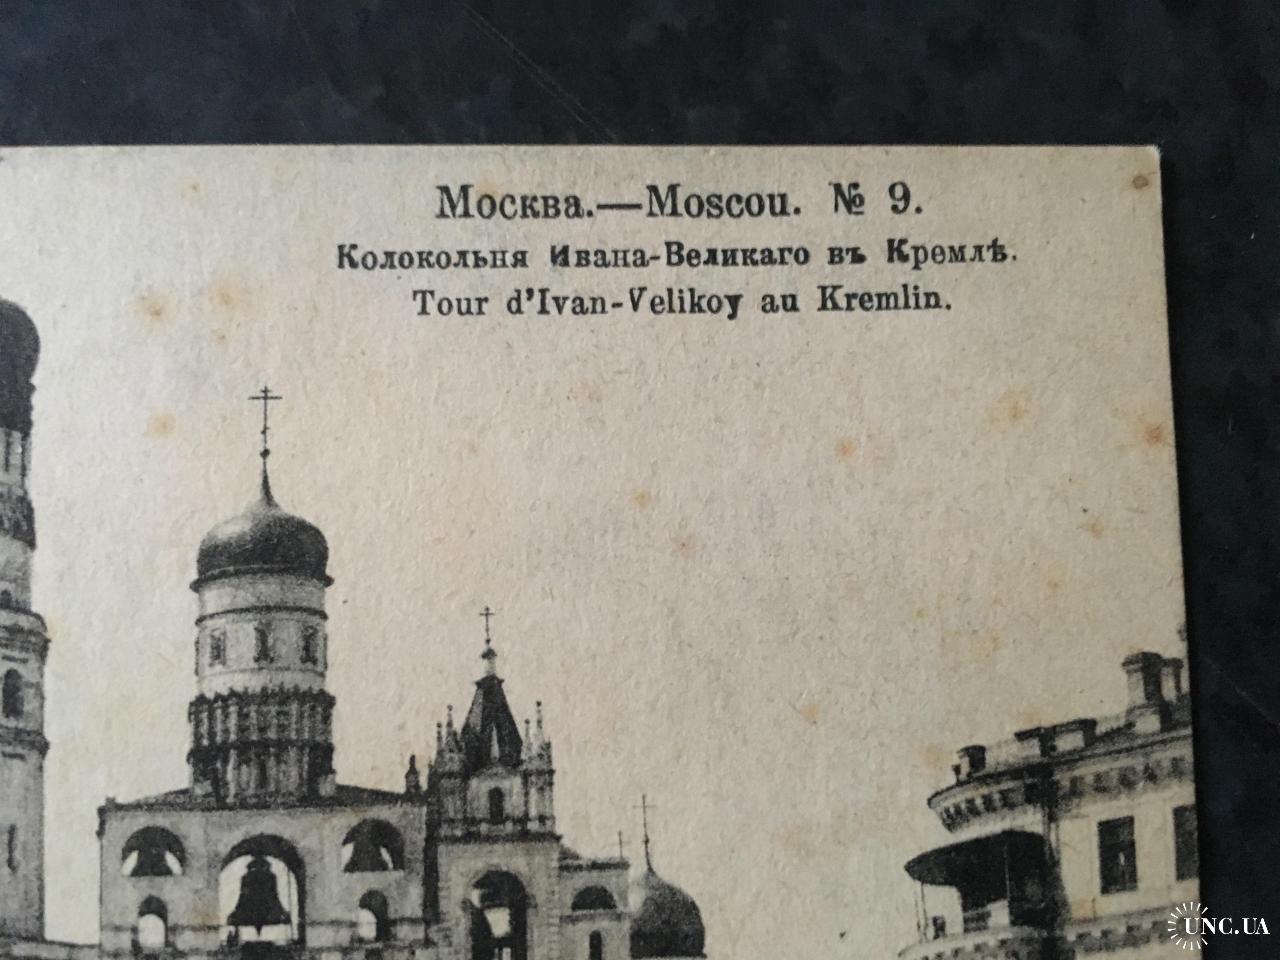 Москва.—Moscou. № 9.
Колокольня Ивана-Великаго въ Кремлѣ.
Tour d'Ivan-Velikoy au Kremlin.
UNC.UA